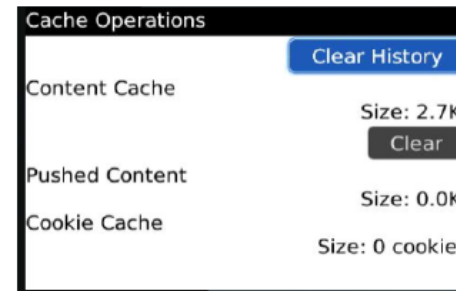 Cache Operations
Clear History
Content Cache
Size: 2.7K
Clear
Pushed Content
Size: 0.0K
Cookie Cache
Size: 0 cookie